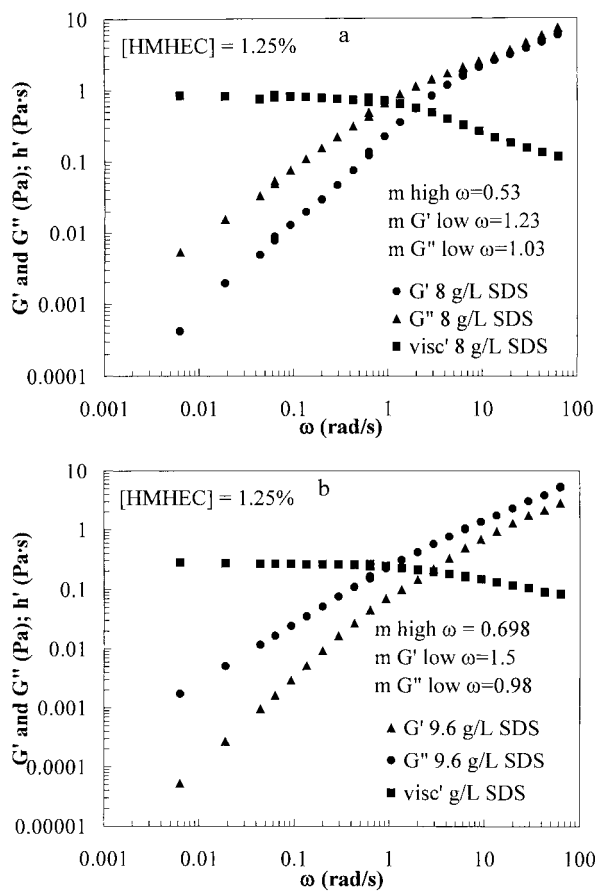 a
[HMHEC] = 1.25%
G' and G" (Pa); h' (Pa·s)
10
1
0.1
0.01
0.001
0.0001
m high ω=0.53
m G' low ω=1.23
m G" low ω=1.03
G' 8 g/L SDS
G" 8 g/L SDS
visc' 8 g/L SDS
0.001 0.01 0.1 1 10 100
ω (rad/s)
b
[HMHEC] = 1.25%
G' and G" (Pa); h' (Pa·s)
10
1
0.1
0.01
0.001
0.0001
0.00001
m high ω = 0.698
m G' low ω=1.5
m G" low ω=0.98
G' 9.6 g/L SDS
G" 9.6 g/L SDS
visc' g/L SDS
0.001 0.01 0.1 1 10 100
ω (rad/s)